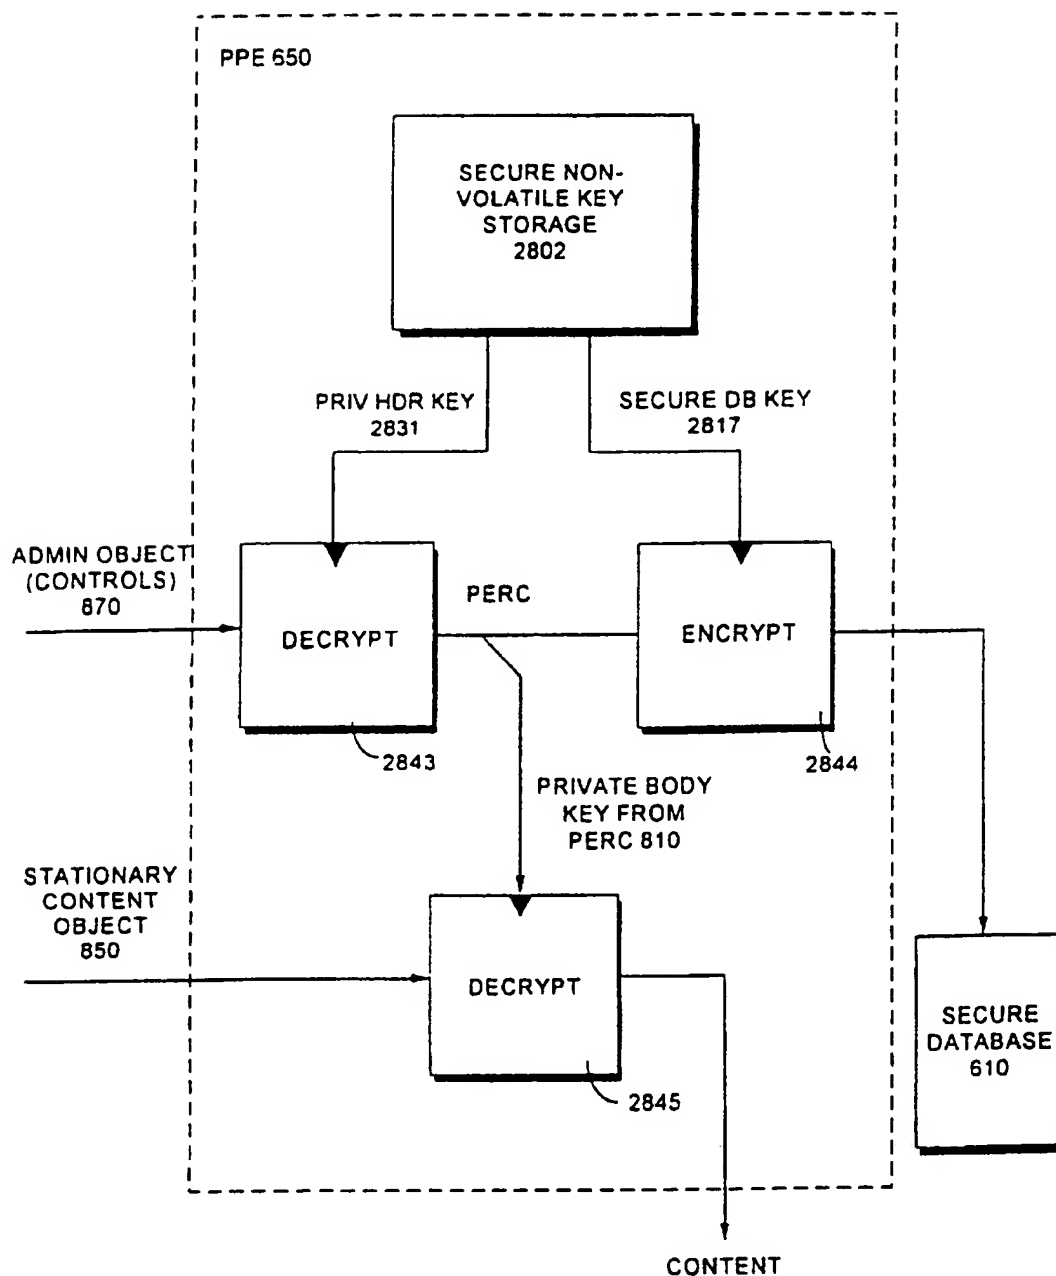 PPE 650
SECURE NON-
VOLATILE KEY
STORAGE
2802
PRIV HDR KEY
2831
SECURE DB KEY
2817
ADMIN OBJECT
(CONTROLS)
870
DECRYPT
PERC
ENCRYPT
2843
2844
PRIVATE BODY
KEY FROM
PERC 810
STATIONARY
CONTENT
OBJECT
850
DECRYPT
2845
SECURE
DATABASE
610
CONTENT